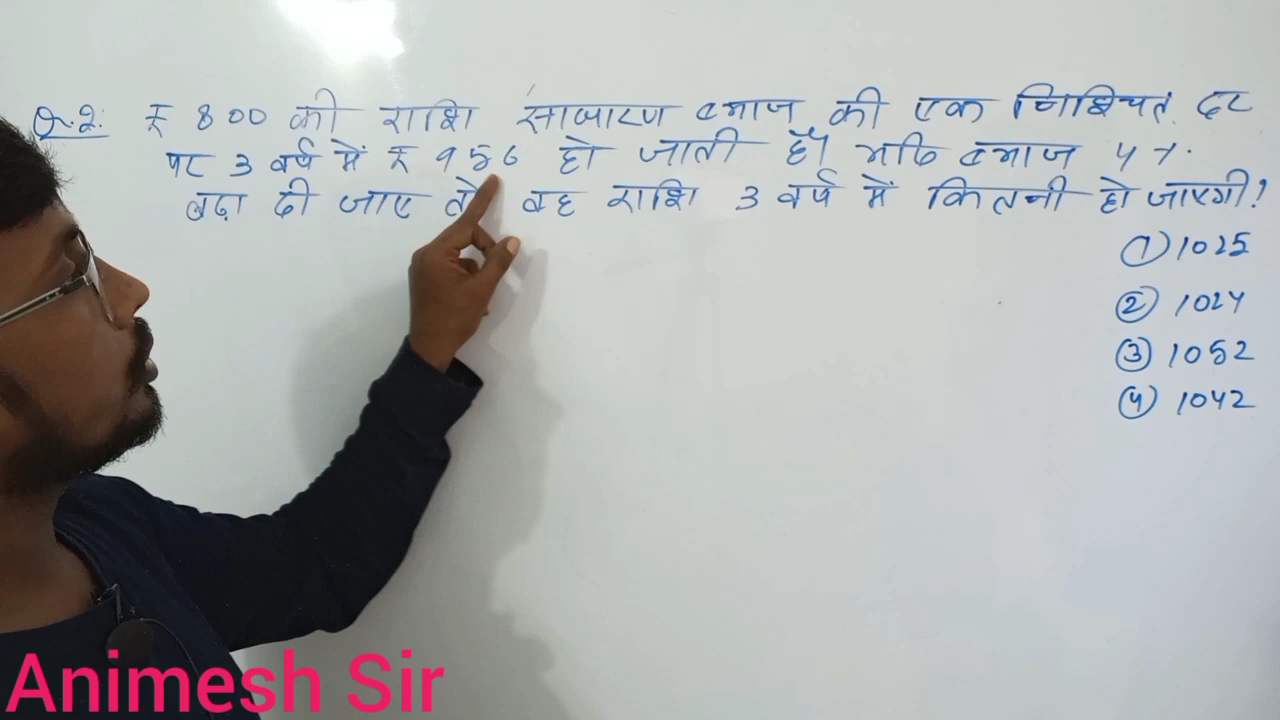 Q.2: ₹ 800 की राशि साधारण ब्याज की एक निश्चित दर
पर 3 वर्ष में ₹ 956 हो जाती है। यदि ब्याज 4%
बढ़ा दी जाए तो वह राशि 3 वर्ष में कितनी हो जाएगी?
① 1025
② 1024
③ 1052
④ 1042
Animesh Sir